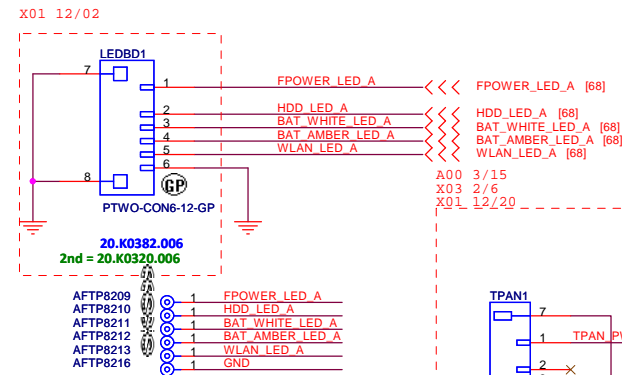 X01 12/02
LEDBD1
7
1 FPOWER_LED_A FPOWER_LED_A [68]
2 HDD_LED_A HDD_LED_A [68]
3 BAT_WHITE_LED_A BAT_WHITE_LED_A [68]
4 BAT_AMBER_LED_A BAT_AMBER_LED_A [68]
5 WLAN_LED_A WLAN_LED_A [68]
6
8
GP
PTWO-CON6-12-GP
A00 3/15
X03 2/6
X01 12/20
20.K0382.006
2nd = 20.K0320.006
AFTP8209 1 FPOWER_LED_A
AFTP8210 1 HDD_LED_A
AFTP8211 1 BAT_WHITE_LED_A
AFTP8212 1 BAT_AMBER_LED_A
AFTP8213 1 WLAN_LED_A
AFTP8216 1 GND
TPAN1
7
1
2